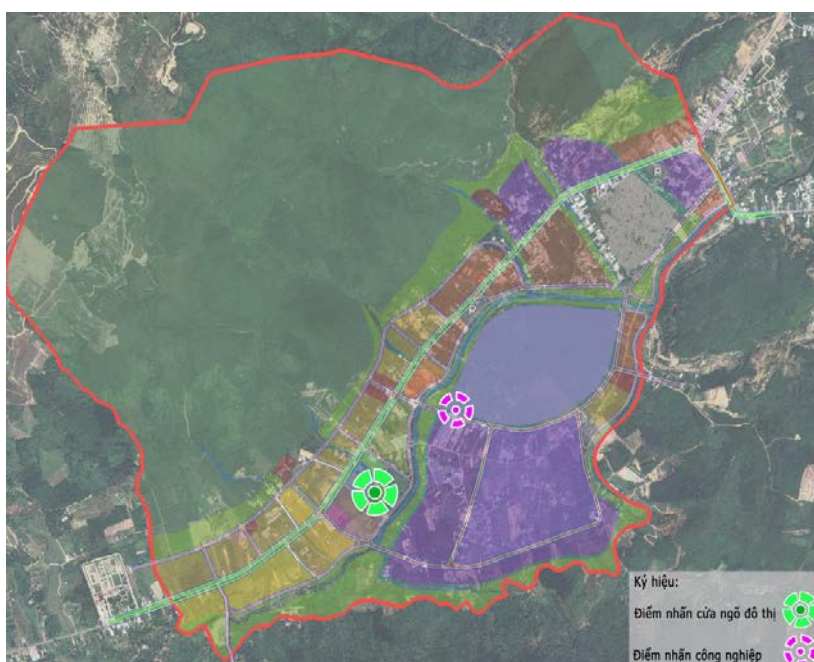 P
P
Ký hiệu:
Điểm nhấn cửa ngõ đô thị
Điểm nhấn công nghiệp